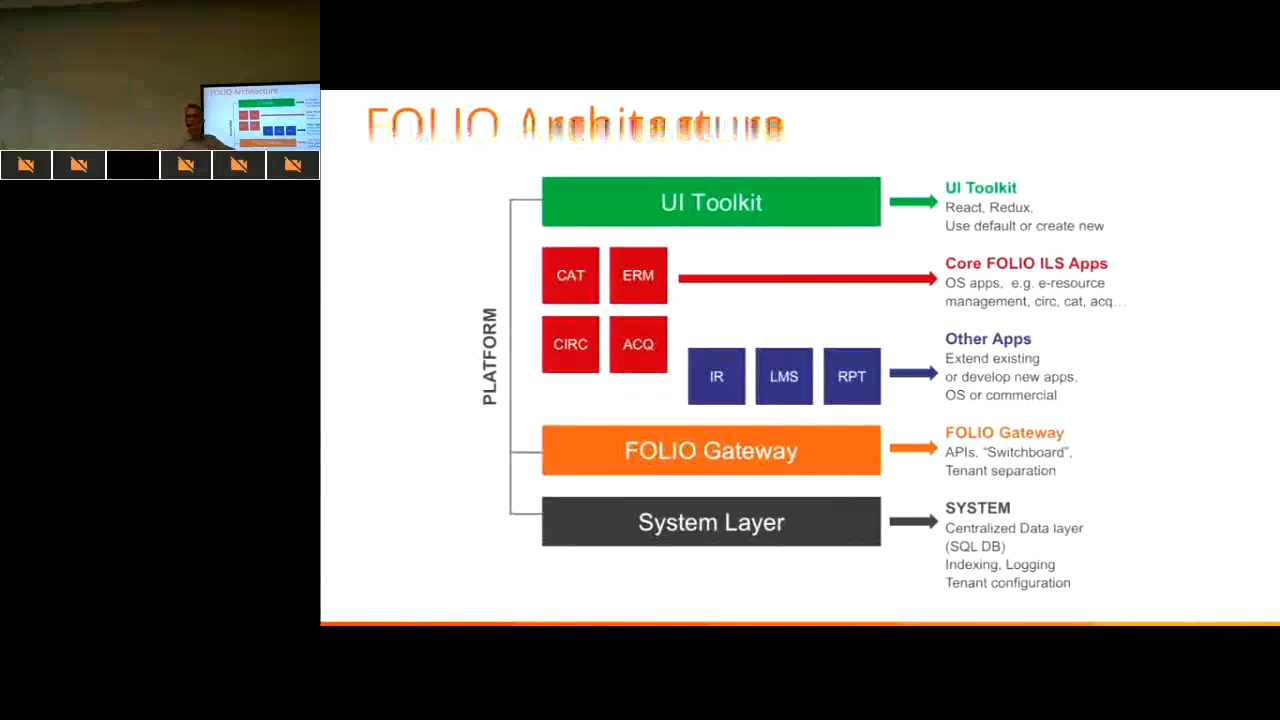 FOLIO Architecture
FOLIO Architecture
UI Toolkit
UI Toolkit
React, Redux.
Use default or create new
CAT
ERM
Core FOLIO ILS Apps
OS apps, e.g. e-resource
management, circ, cat, acq...
CIRC
ACQ
PLATFORM
Other Apps
Extend existing
or develop new apps.
OS or commercial
IR
LMS
RPT
FOLIO Gateway
FOLIO Gateway
APIs. “Switchboard”.
Tenant separation
System Layer
SYSTEM
Centralized Data layer
(SQL DB)
Indexing, Logging
Tenant configuration